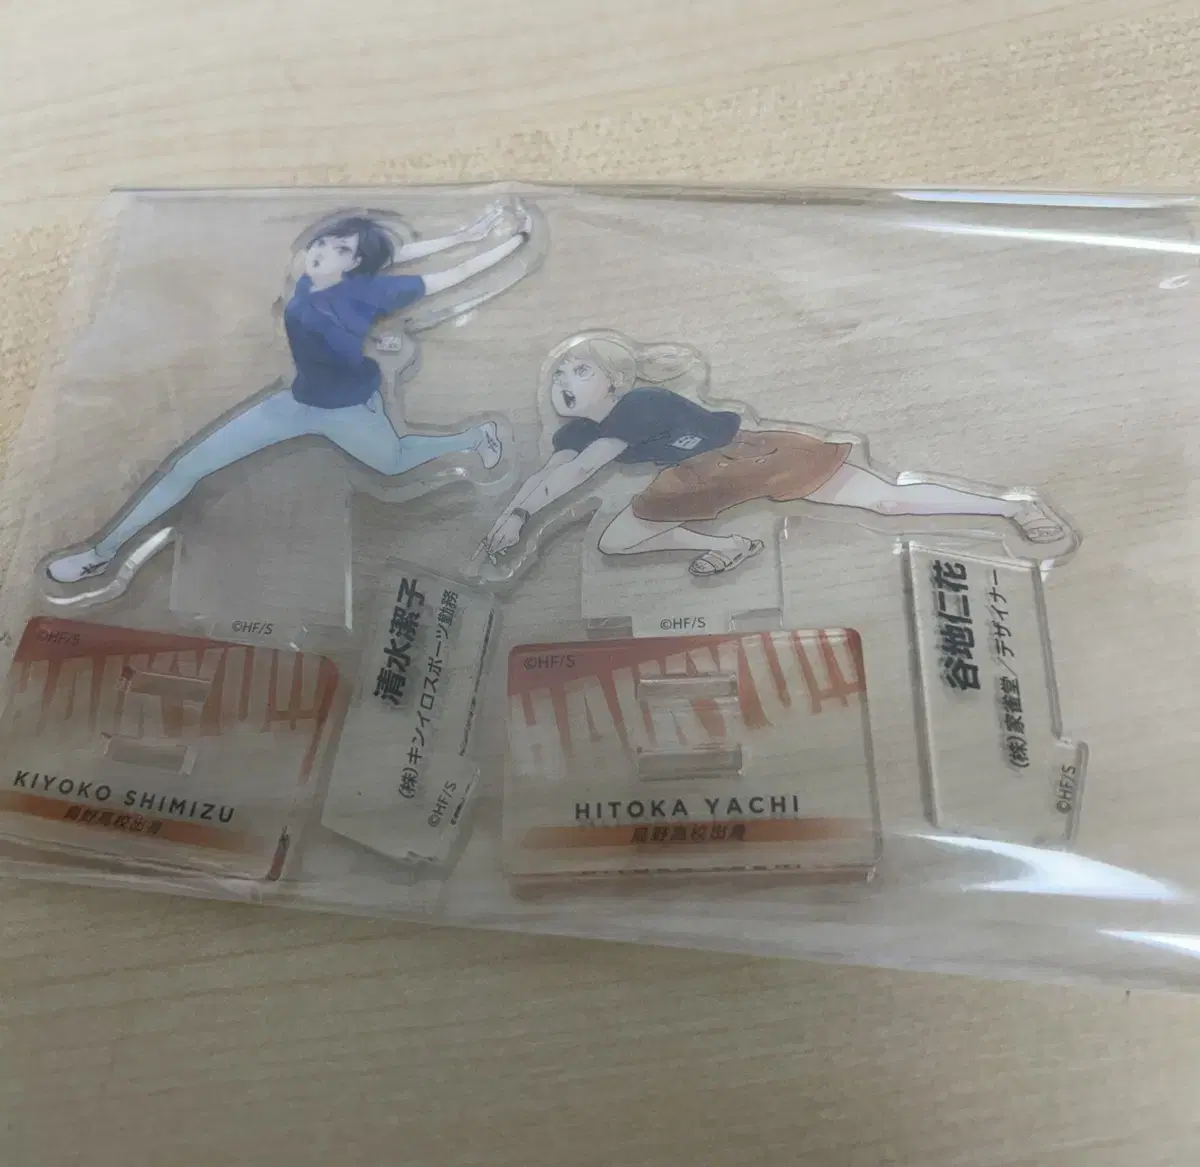 ©HF/S
©HF/S
©HF/S
HAIKYU!!
KIYOKO SHIMIZU
烏野高校出身
清水潔子
(株)キンイロスポーツ勤務
©HF/S
©HF/S
HAIKYU!!
HITOKA YACHI
烏野高校出身
谷地仁花
(株)家雀堂/デザイナー
©HF/S